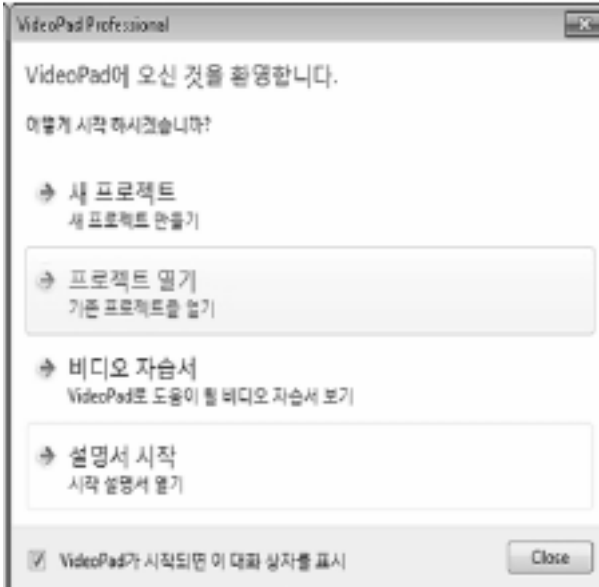 VideoPad Professional
VideoPad에 오신 것을 환영합니다.
어떻게 시작 하시겠습니까?
새 프로젝트
새 프로젝트 만들기
프로젝트 열기
기존 프로젝트를 열기
비디오 자습서
VideoPad로 도움이 될 비디오 자습서 보기
설명서 시작
시작 설명서 열기
VideoPad가 시작되면 이 대화 상자를 표시
Close